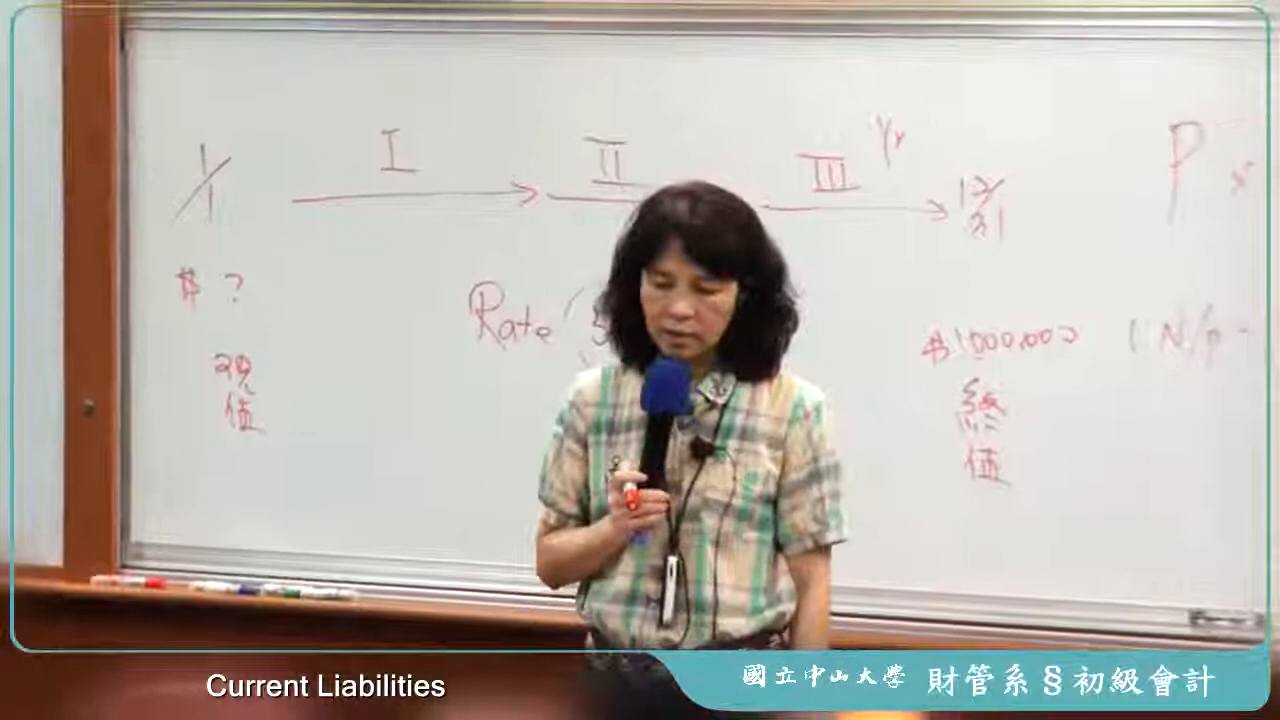 1/1
I
II
III
Yr
12/31
P
$ ?
Rate
$1,000,000
現值
終值
Current Liabilities
國立中山大學 財管系§初級會計